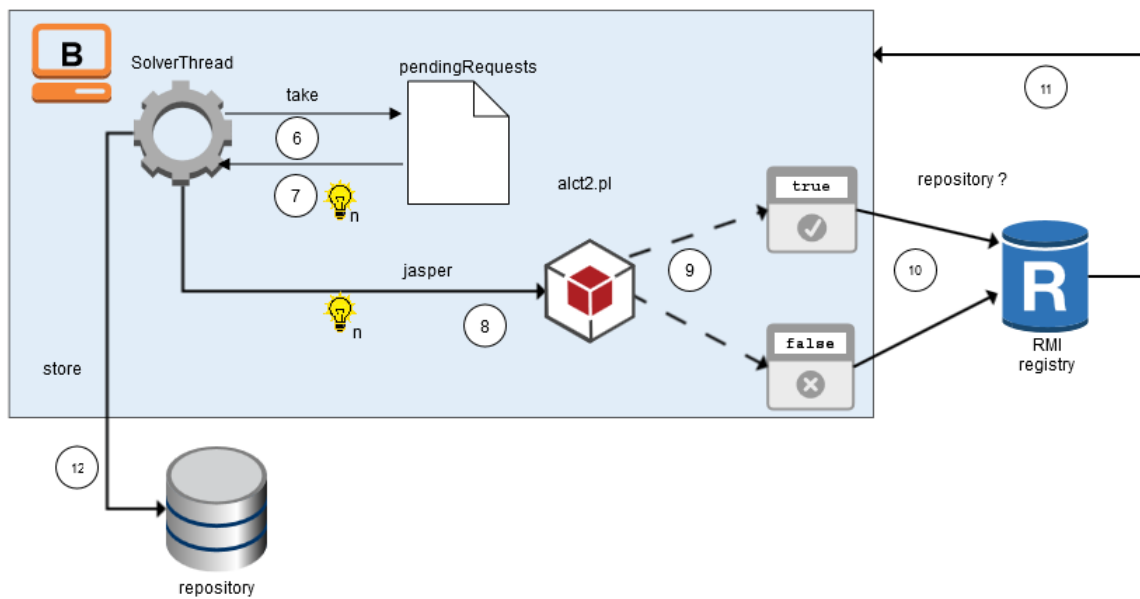 B
SolverThread
pendingRequests
take
6
7
n
alct2.pl
true
repository ?
11
jasper
n
8
9
10
R
RMI
registry
false
store
12
repository